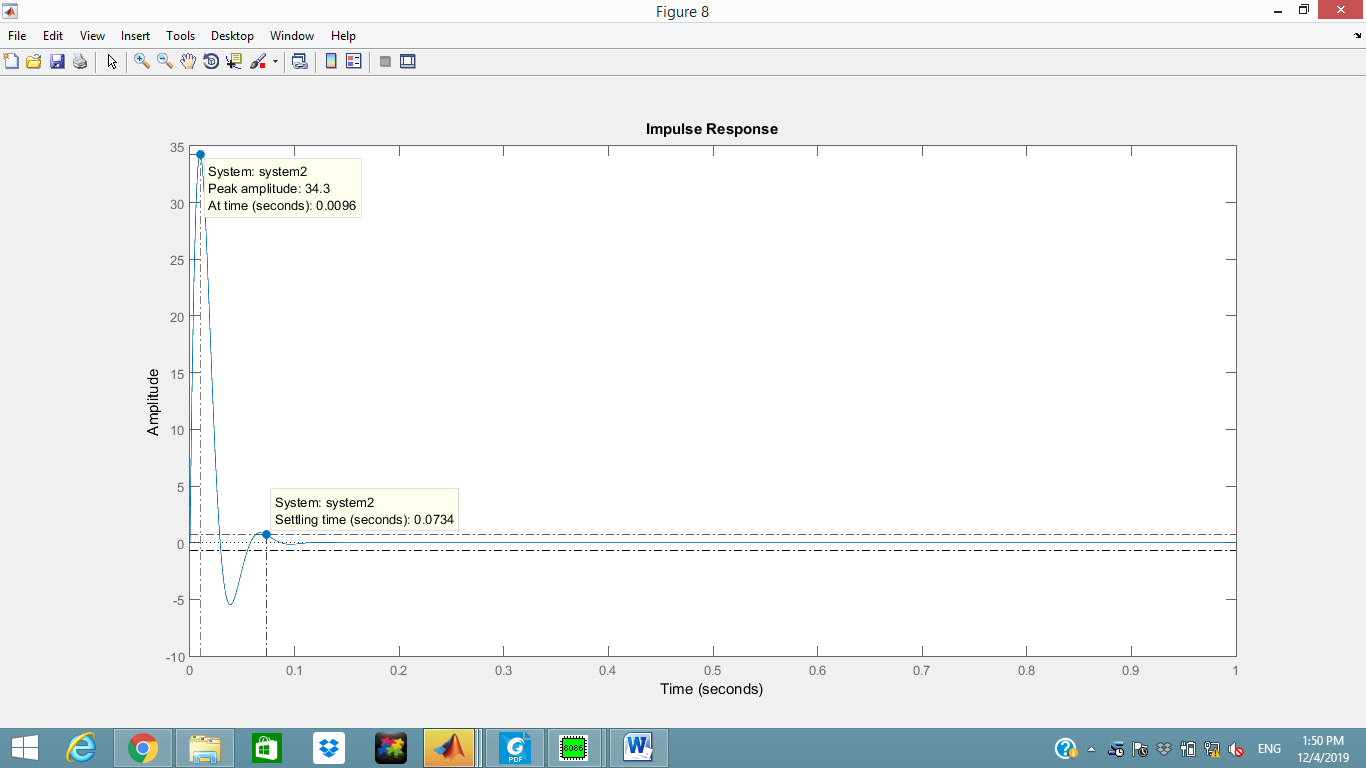 Figure 8
File Edit View Insert Tools Desktop Window Help
Impulse Response
System: system2
Peak amplitude: 34.3
At time (seconds): 0.0096
System: system2
Settling time (seconds): 0.0734
Amplitude
35
30
25
20
15
10
5
0
-5
-10
0 0.1 0.2 0.3 0.4 0.5 0.6 0.7 0.8 0.9 1
Time (seconds)
PDF
8086
ENG
1:50 PM
12/4/2019